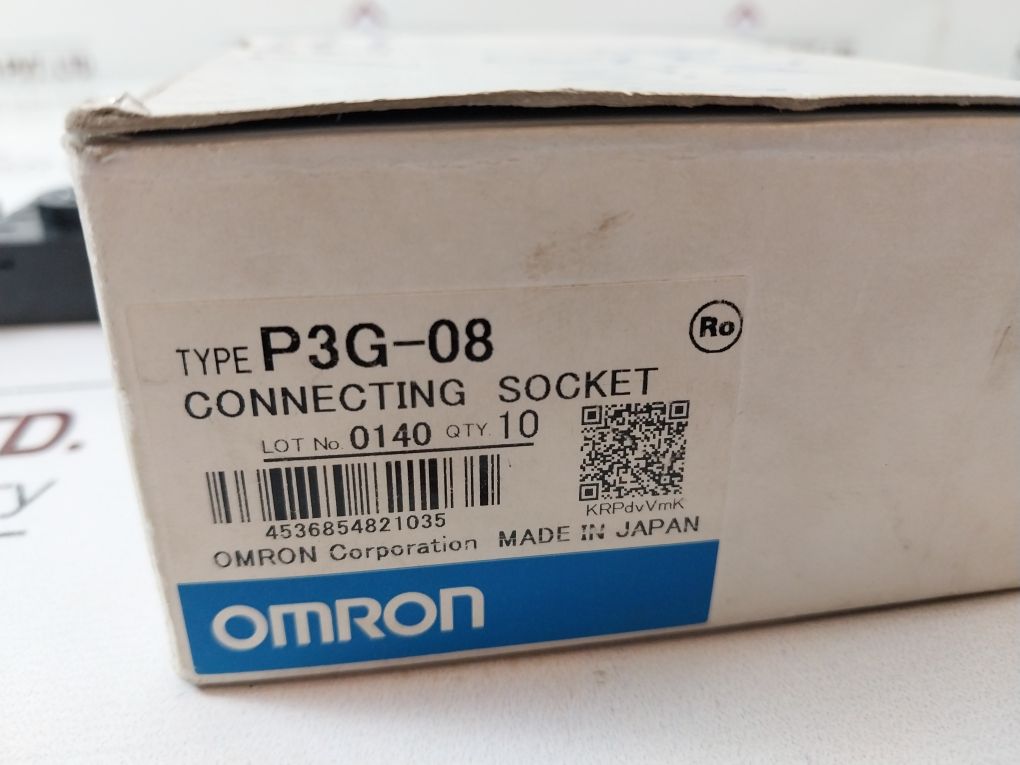 TYPE P3G-08
Ro
CONNECTING SOCKET
LOT No. 0140 QTY. 10
KRPdvVmK
4536854821035
OMRON Corporation MADE IN JAPAN
OMRON
TD.